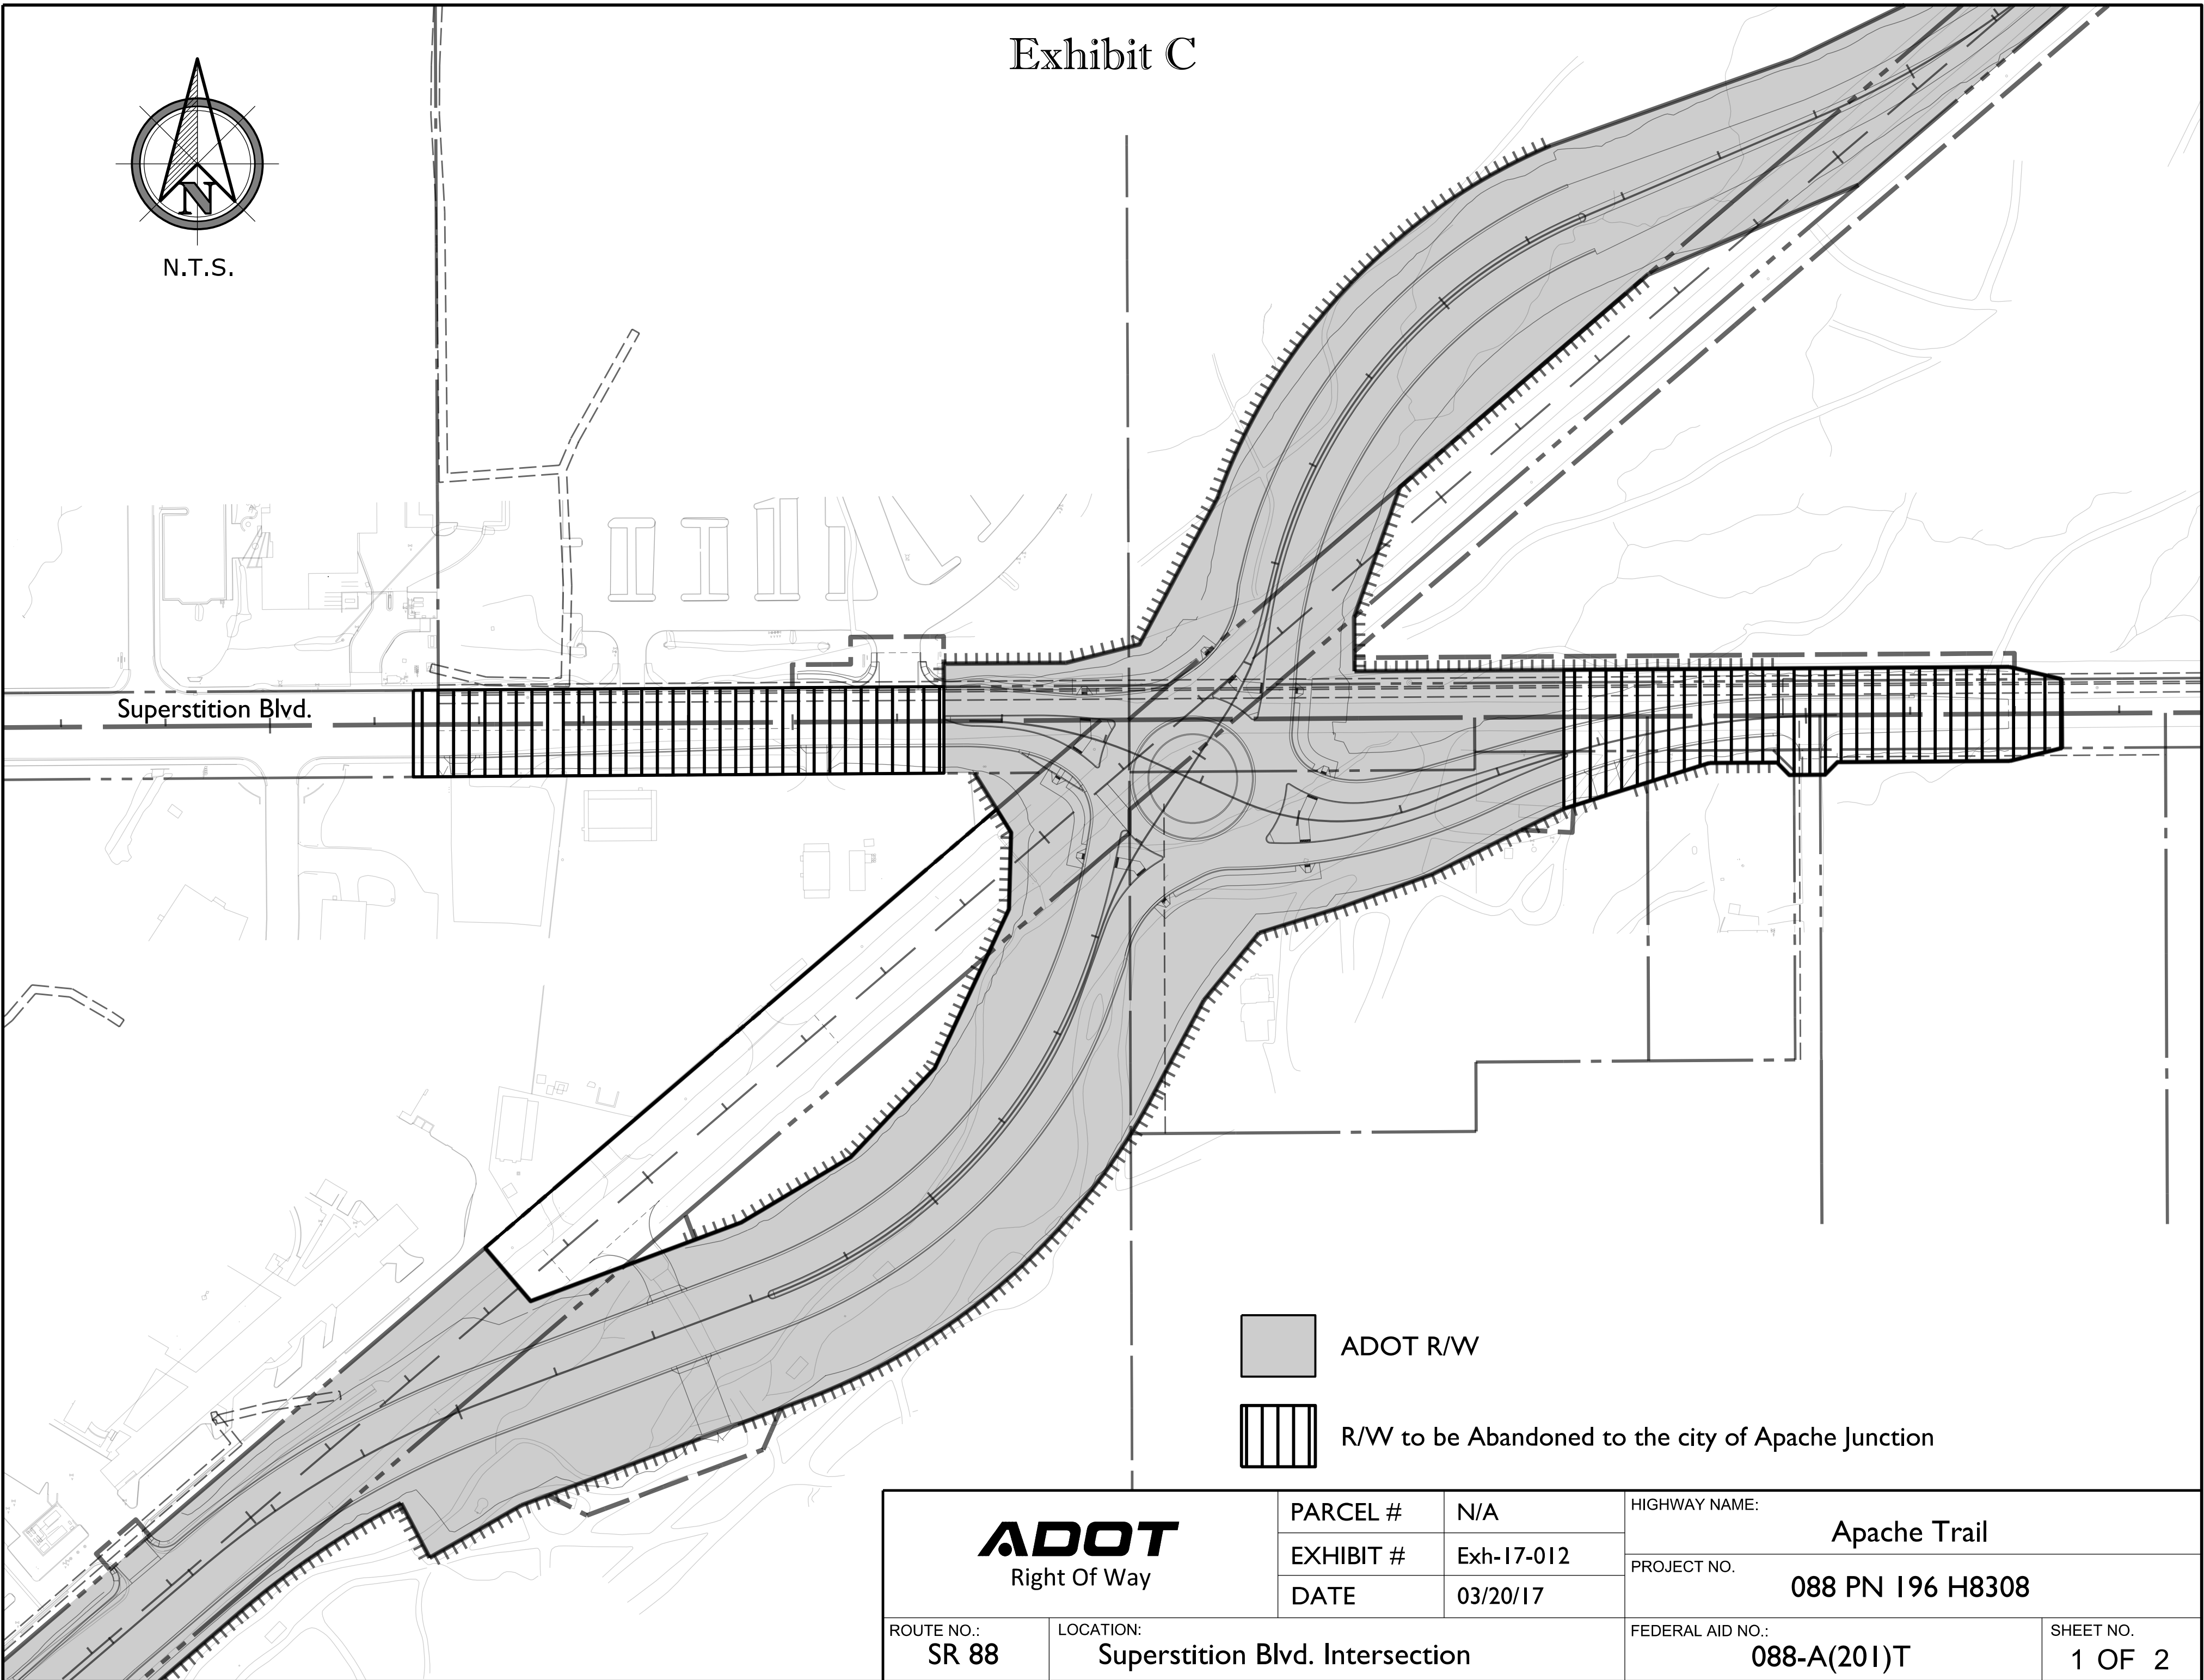 Exhibit C
N
N.T.S.
Superstition Blvd.
ADOT R/W
R/W to be Abandoned to the city of Apache Junction
ADOT
Right Of Way
PARCEL # N/A
EXHIBIT # Exh-17-012
DATE 03/20/17
HIGHWAY NAME:
Apache Trail
PROJECT NO.
088 PN 196 H8308
ROUTE NO.:
SR 88
LOCATION:
Superstition Blvd. Intersection
FEDERAL AID NO.:
088-A(201)T
SHEET NO.
1 OF 2